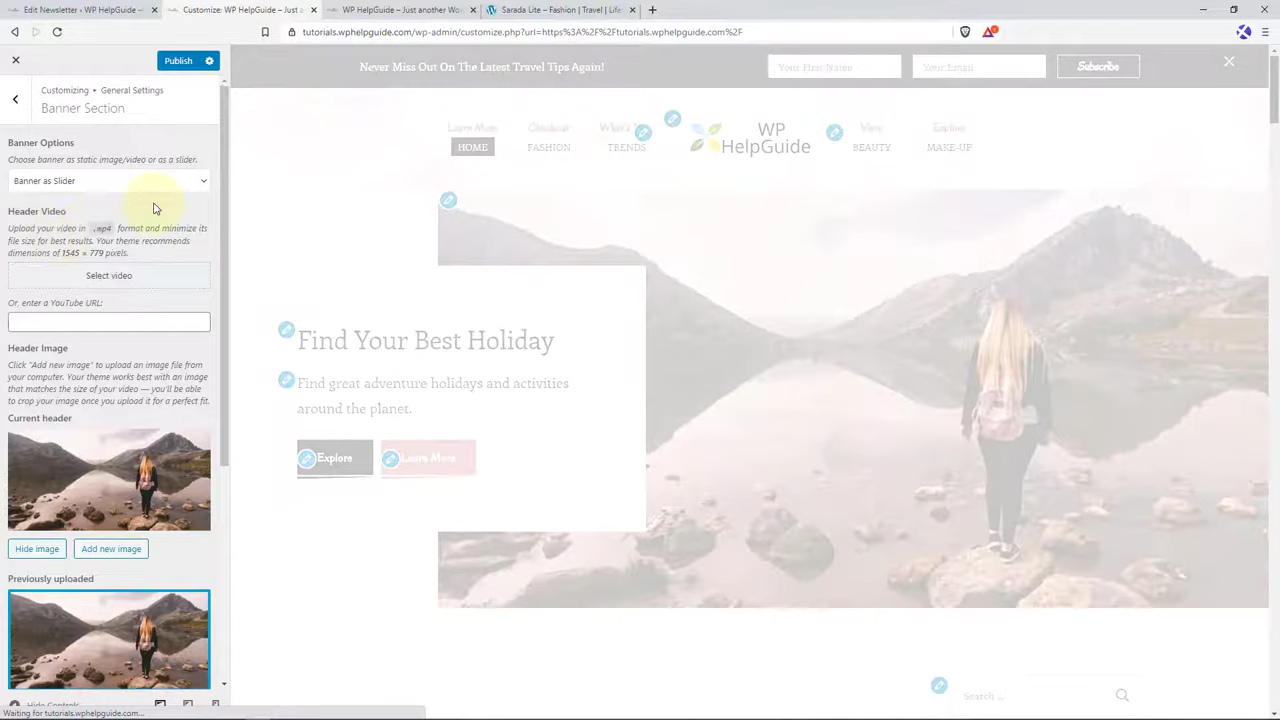 Edit Newsletter ‹ WP HelpGuide —
Customize: WP HelpGuide – Just a
WP HelpGuide – Just another Wo
Sarada Lite – Fashion | Travel | Life
tutorials.wphelpguide.com/wp-admin/customize.php?url=https%3A%2F%2Ftutorials.wphelpguide.com%2F
Publish
Customizing ▸ General Settings
Banner Section
Banner Options
Choose banner as static image/video or as a slider.
Banner as Slider
Header Video
Upload your video in .mp4 format and minimize its
file size for best results. Your theme recommends
dimensions of 1545 × 779 pixels.
Select video
Or, enter a YouTube URL:
Header Image
Click "Add new image" to upload an image file from
your computer. Your theme works best with an image
that matches the size of your video — you'll be able
to crop your image once you upload it for a perfect fit.
Current header
Hide image
Add new image
Previously uploaded
Hide Controls
Waiting for tutorials.wphelpguide.com...
Never Miss Out On The Latest Travel Tips Again!
Your First Name
Your Email
Subscribe
Learn More
HOME
FASHION
TRENDS
WP
HelpGuide
View
BEAUTY
Explore
MAKE-UP
Find Your Best Holiday
Find great adventure holidays and activities
around the planet.
Explore
Learn More
Search ...